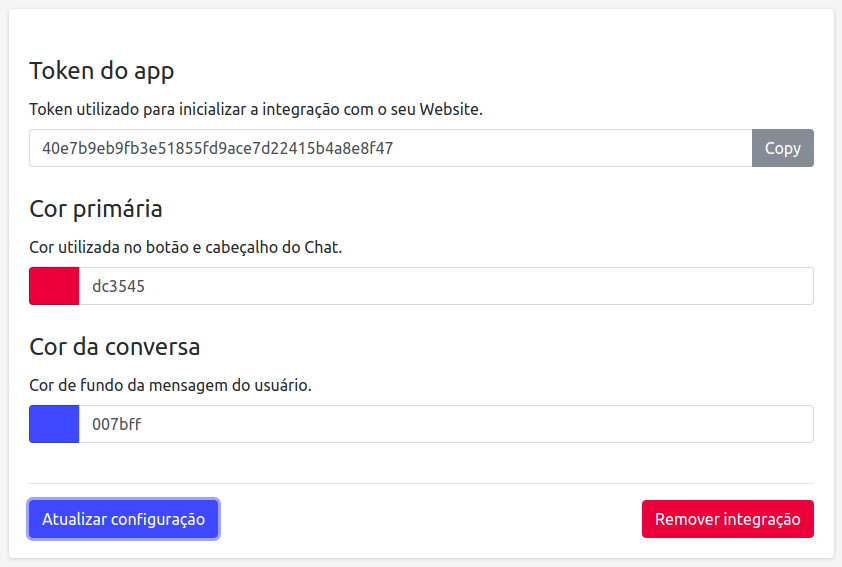 Token do app
Token utilizado para inicializar a integração com o seu Website.
40e7b9eb9fb3e51855fd9ace7d22415b4a8e8f47
Copy
Cor primária
Cor utilizada no botão e cabeçalho do Chat.
dc3545
Cor da conversa
Cor de fundo da mensagem do usuário.
007bff
Atualizar configuração
Remover integração